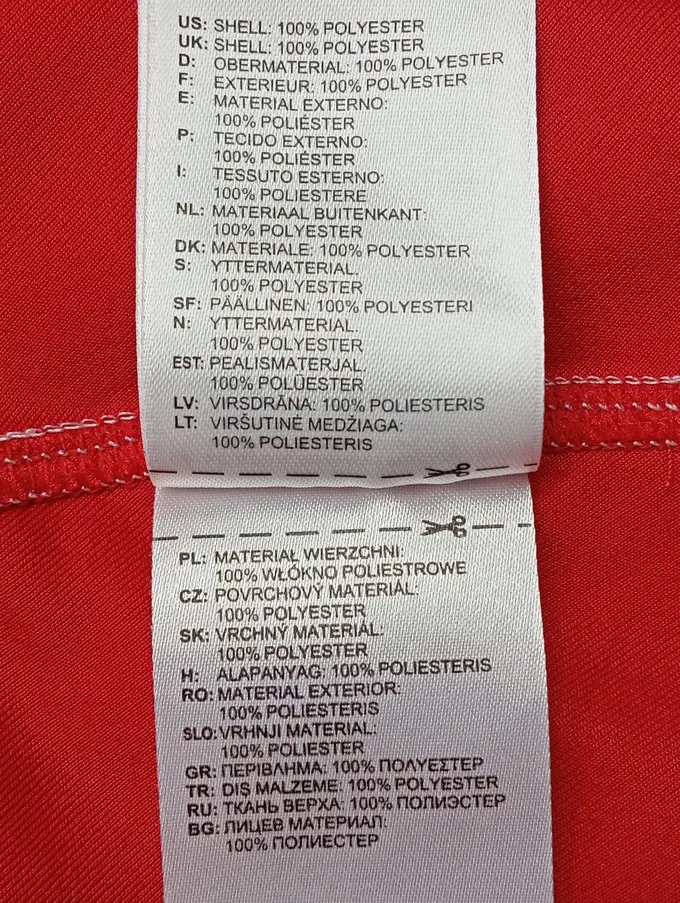 US: SHELL: 100% POLYESTER
UK: SHELL: 100% POLYESTER
D: OBERMATERIAL: 100% POLYESTER
F: EXTERIEUR: 100% POLYESTER
E: MATERIAL EXTERNO:
100% POLIÉSTER
P: TECIDO EXTERNO:
100% POLIÉSTER
I: TESSUTO ESTERNO:
100% POLIESTERE
NL: MATERIAAL BUITENKANT:
100% POLYESTER
DK: MATERIALE: 100% POLYESTER
S: YTTERMATERIAL.
100% POLYESTER
SF: PÄÄLLINEN: 100% POLYESTERI
N: YTTERMATERIAL.
100% POLYESTER
EST: PEALISMATERJAL.
100% POLÜESTER
LV: VIRSDRĀNA: 100% POLIESTERIS
LT: VIRŠUTINĖ MEDŽIAGA:
100% POLIESTERIS
PL: MATERIAŁ WIERZCHNI:
100% WŁÓKNO POLIESTROWE
CZ: POVRCHOVÝ MATERIÁL:
100% POLYESTER
SK: VRCHNÝ MATERIÁL:
100% POLYESTER
H: ALAPANYAG: 100% POLIESTERIS
RO: MATERIAL EXTERIOR:
100% POLIESTERIS
SLO: VRHNJI MATERIAL:
100% POLIESTER
GR: ΠΕΡΙΒΛΗΜΑ: 100% ΠΟΛΥΕΣΤΕΡ
TR: DIŞ MALZEME: 100% POLYESTER
RU: ТКАНЬ ВЕРХА: 100% ПОЛИЭСТЕР
BG: ЛИЦЕВ МАТЕРИАЛ:
100% ПОЛИЕСТЕР